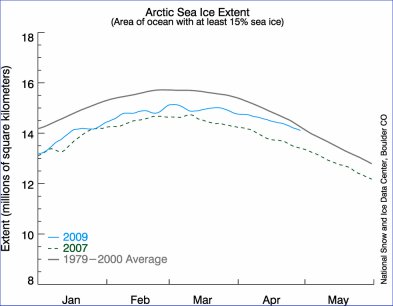 Arctic Sea Ice Extent
(Area of ocean with at least 15% sea ice)
Extent (millions of square kilometers)
18
16
14
12
10
8
2009
2007
1979-2000 Average
Jan Feb Mar Apr May
National Snow and Ice Data Center, Boulder CO